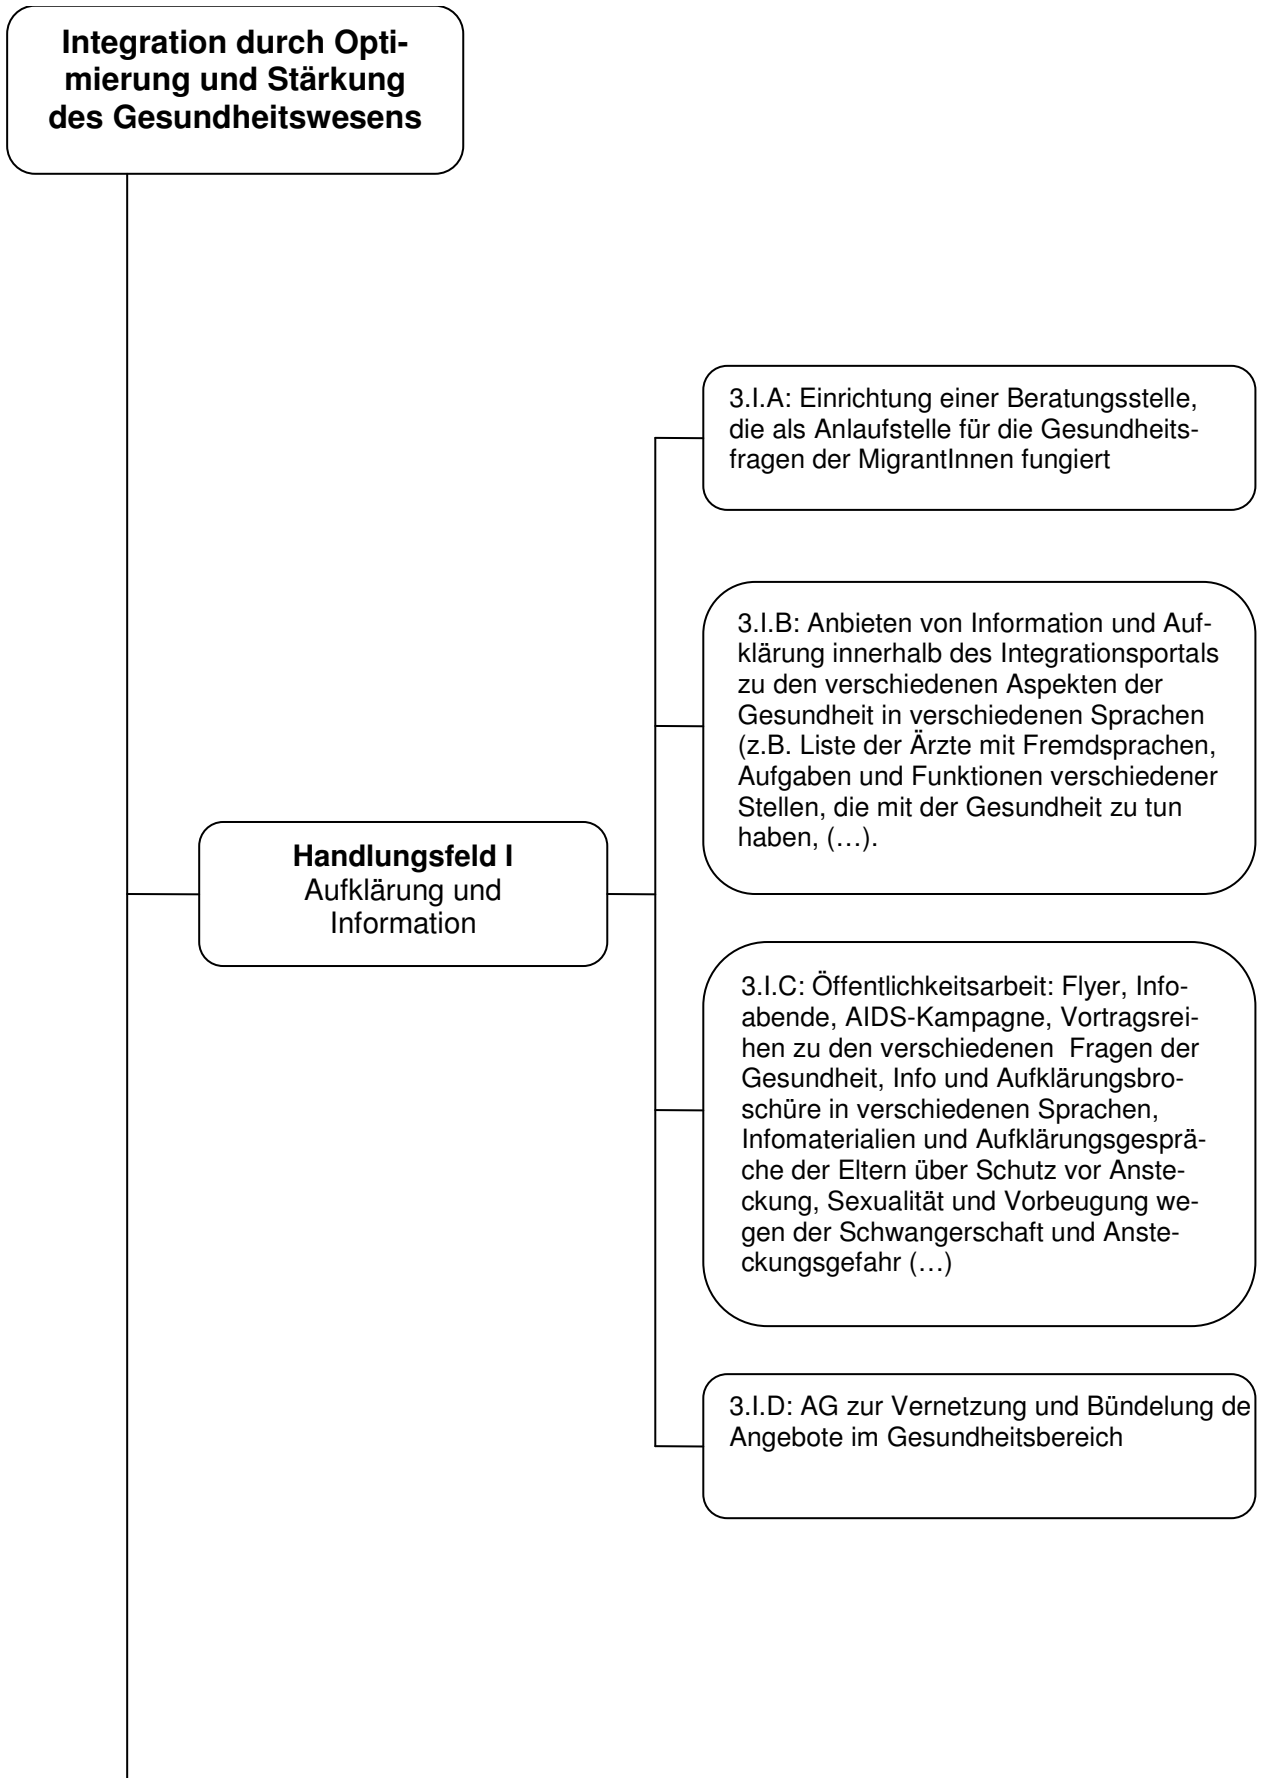 Integration durch Opti-
mierung und Stärkung
des Gesundheitswesens
3.I.A: Einrichtung einer Beratungsstelle,
die als Anlaufstelle für die Gesundheits-
fragen der MigrantInnen fungiert
3.I.B: Anbieten von Information und Auf-
klärung innerhalb des Integrationsportals
zu den verschiedenen Aspekten der
Gesundheit in verschiedenen Sprachen
(z.B. Liste der Ärzte mit Fremdsprachen,
Aufgaben und Funktionen verschiedener
Stellen, die mit der Gesundheit zu tun
haben, (…).
Handlungsfeld I
Aufklärung und
Information
3.I.C: Öffentlichkeitsarbeit: Flyer, Info-
abende, AIDS-Kampagne, Vortragsrei-
hen zu den verschiedenen  Fragen der
Gesundheit, Info und Aufklärungsbro-
schüre in verschiedenen Sprachen,
Infomaterialien und Aufklärungsgesprä-
che der Eltern über Schutz vor Anste-
ckung, Sexualität und Vorbeugung we-
gen der Schwangerschaft und Anste-
ckungsgefahr (…)
3.I.D: AG zur Vernetzung und Bündelung de
Angebote im Gesundheitsbereich